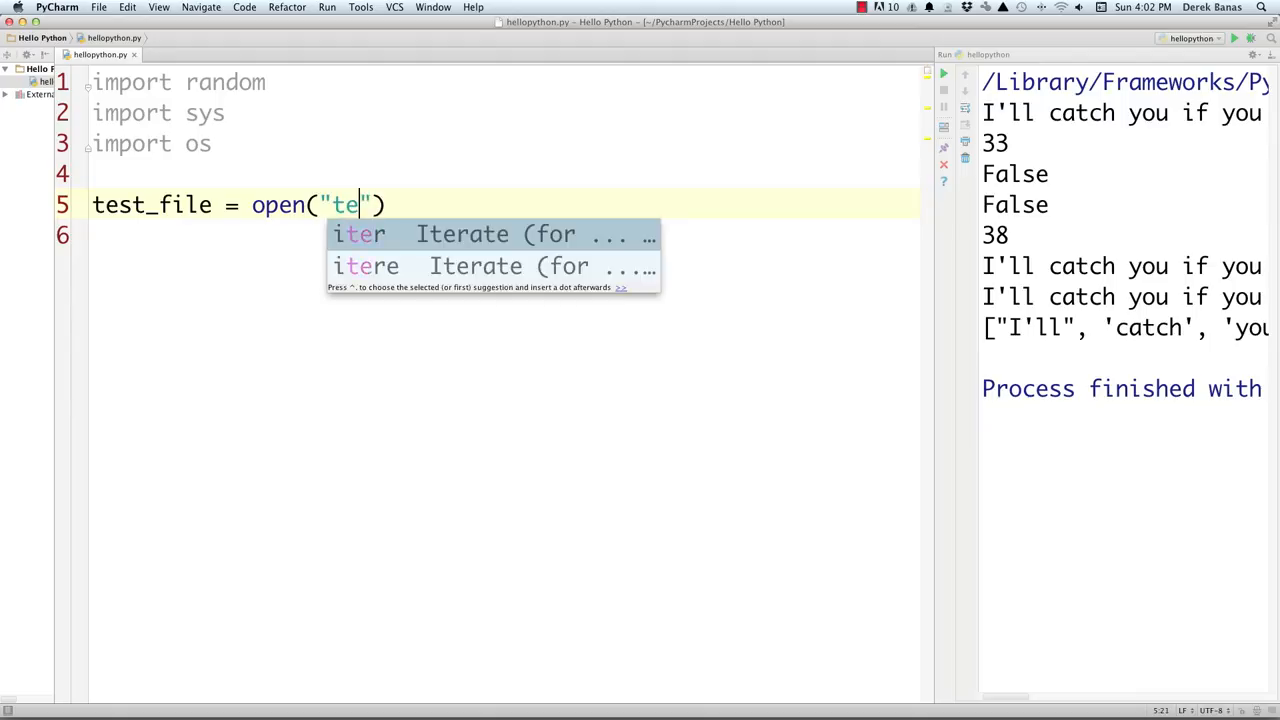 PyCharm File Edit View Navigate Code Refactor Run Tools VCS Window Help 10 Sun 4:02 PM Derek Banas
hellopython.py - Hello Python - [~/PycharmProjects/Hello Python]
Hello Python hellopython.py hellopython
hellopython.py
Run hellopython
Hello P
hell
Extern
1 import random
2 import sys
3 import os
4
5 test_file = open("te")
6
iter Iterate (for ... …
itere Iterate (for ...…
Press ^. to choose the selected (or first) suggestion and insert a dot afterwards >>
/Library/Frameworks/Py
I'll catch you if you
33
False
False
38
I'll catch you if you
I'll catch you if you
["I'll", 'catch', 'you
Process finished with
5:21 LF UTF-8